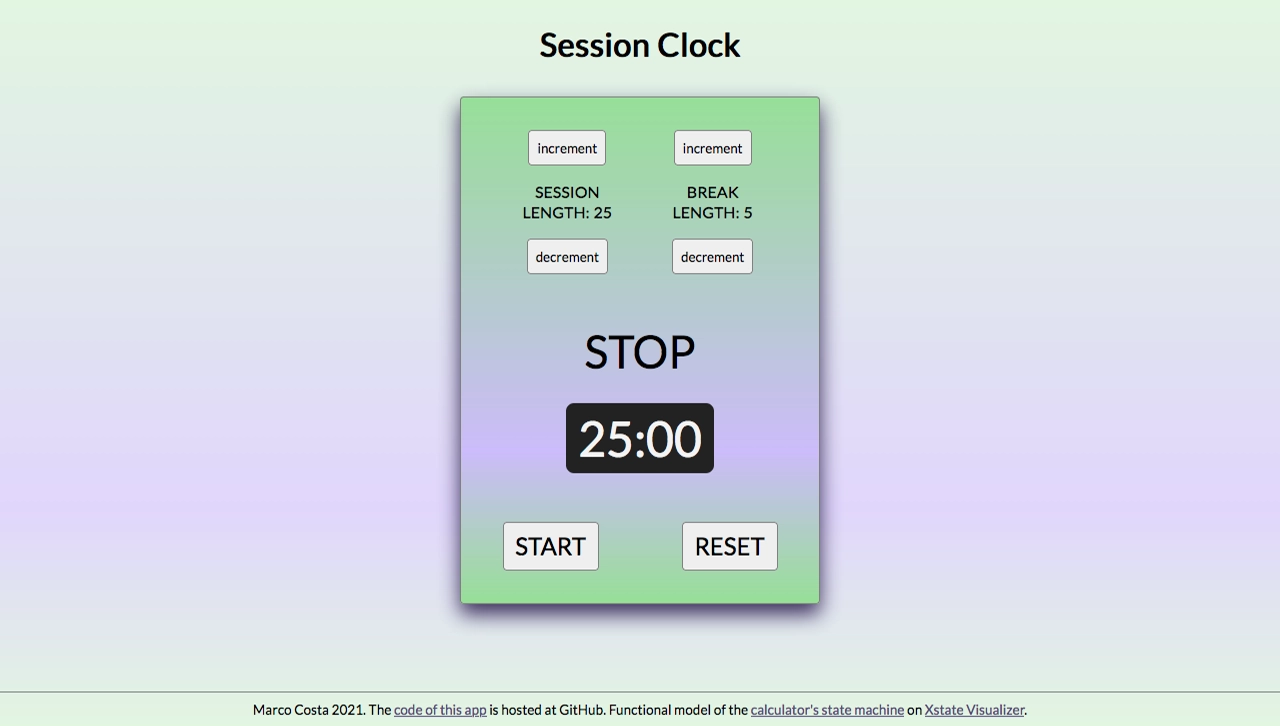 Session Clock
increment
increment
SESSION
LENGTH: 25
BREAK
LENGTH: 5
decrement
decrement
STOP
25:00
START
RESET
Marco Costa 2021. The code of this app is hosted at GitHub. Functional model of the calculator's state machine on Xstate Visualizer.